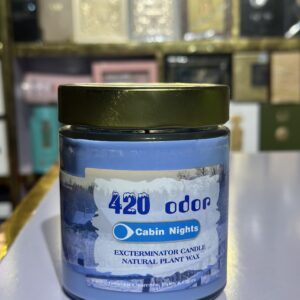 420 odor
Cabin Nights
EXCTERMINATOR CANDLE
NATURAL PLANT WAX